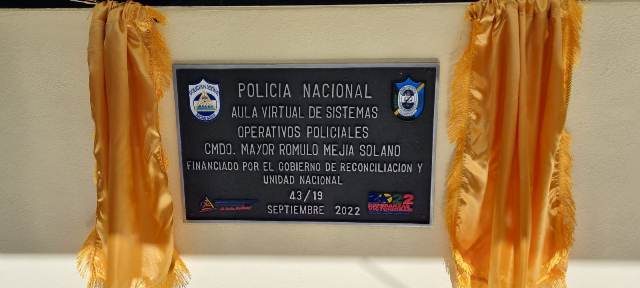 POLICIA NACIONAL
AULA VIRTUAL DE SISTEMAS
OPERATIVOS POLICIALES
CMDO. MAYOR ROMULO MEJIA SOLANO
FINANCIADO POR EL GOBIERNO DE RECONCILIACION Y
UNIDAD NACIONAL
43/19
SEPTIEMBRE 2022
2022